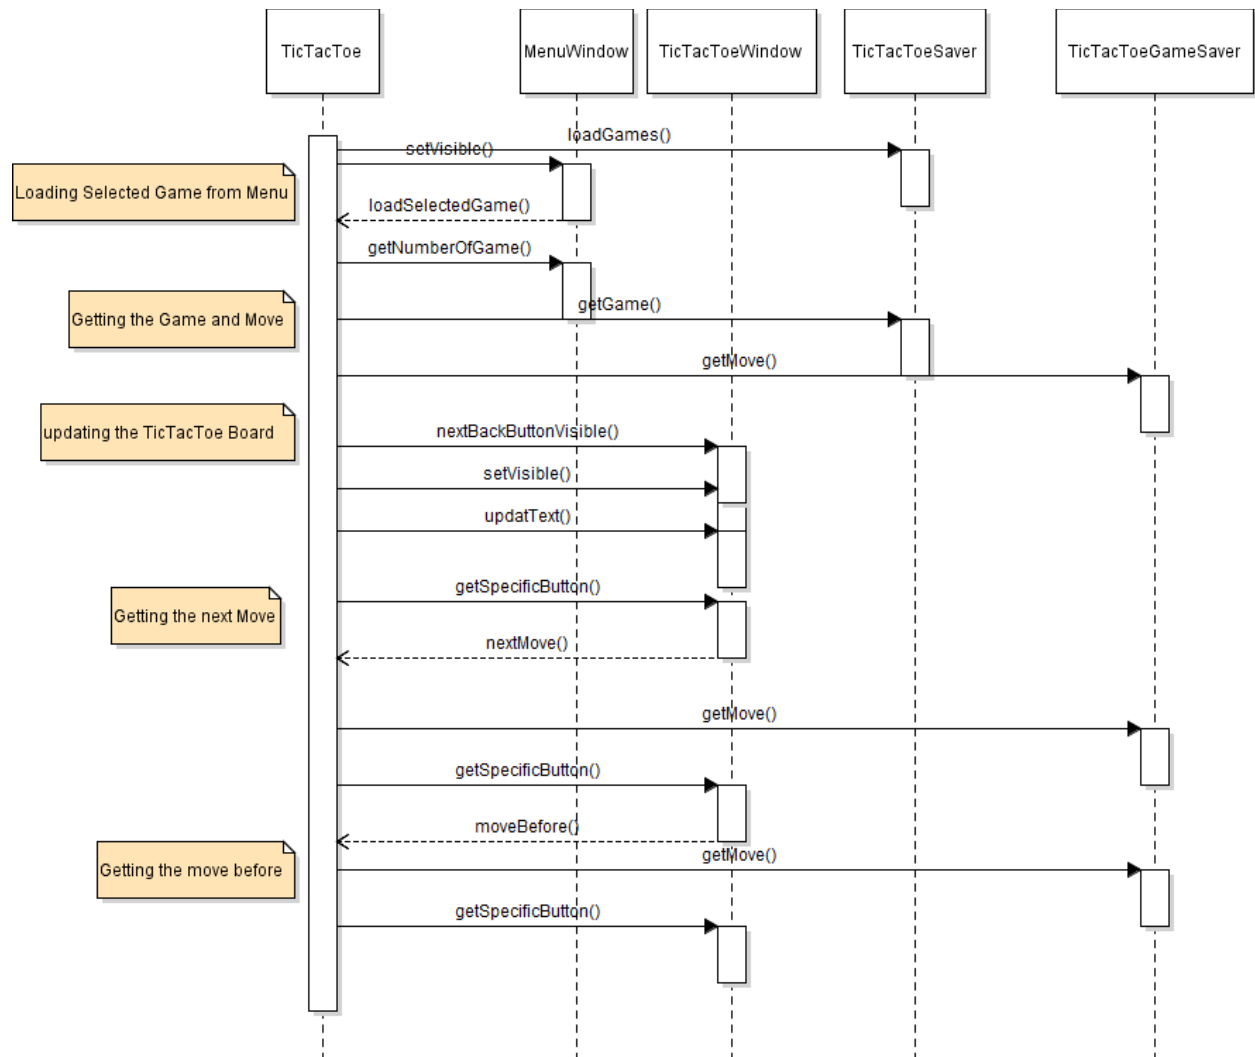 TicTacToe
MenuWindow
TicTacToeWindow
TicTacToeSaver
TicTacToeGameSaver
loadGames()
setVisible()
Loading Selected Game from Menu
loadSelectedGame()
getNumberOfGame()
getGame()
Getting the Game and Move
getMove()
updating the TicTacToe Board
nextBackButtonVisible()
setVisible()
updatText()
getSpecificButton()
Getting the next Move
nextMove()
getMove()
getSpecificButton()
moveBefore()
getMove()
Getting the move before
getSpecificButton()